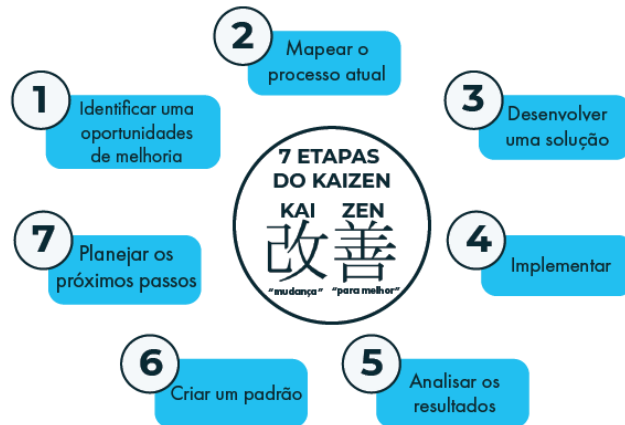 7 ETAPAS
DO KAIZEN
KAI ZEN
改善
“mudança” “para melhor”
1
Identificar uma
oportunidades
de melhoria
2
Mapear o
processo atual
3
Desenvolver
uma solução
4
Implementar
5
Analisar os
resultados
6
Criar um padrão
7
Planejar os
próximos passos